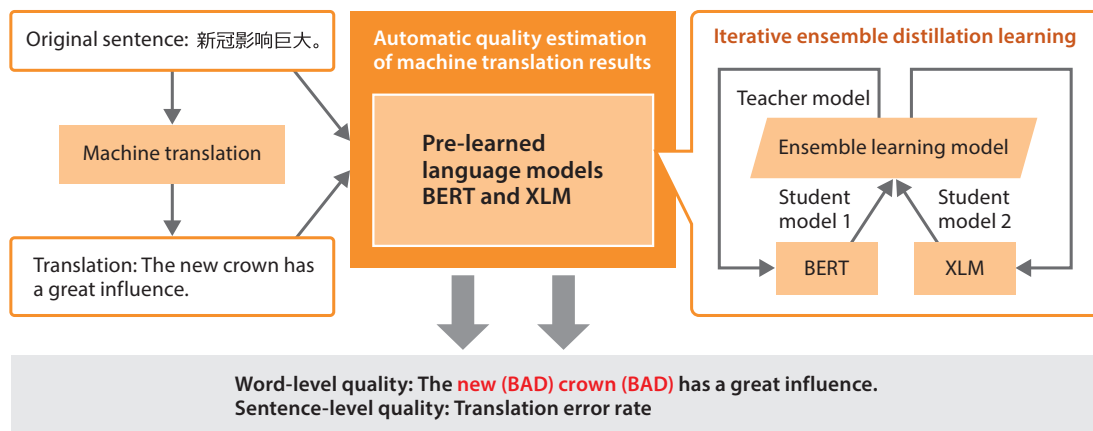 Original sentence: 新冠影响巨大。
Machine translation
Translation: The new crown has
a great influence.
Automatic quality estimation
of machine translation results
Pre-learned
language models
BERT and XLM
Iterative ensemble distillation learning
Teacher model
Ensemble learning model
Student
model 1
Student
model 2
BERT
XLM
Word-level quality: The new (BAD) crown (BAD) has a great influence.
Sentence-level quality: Translation error rate